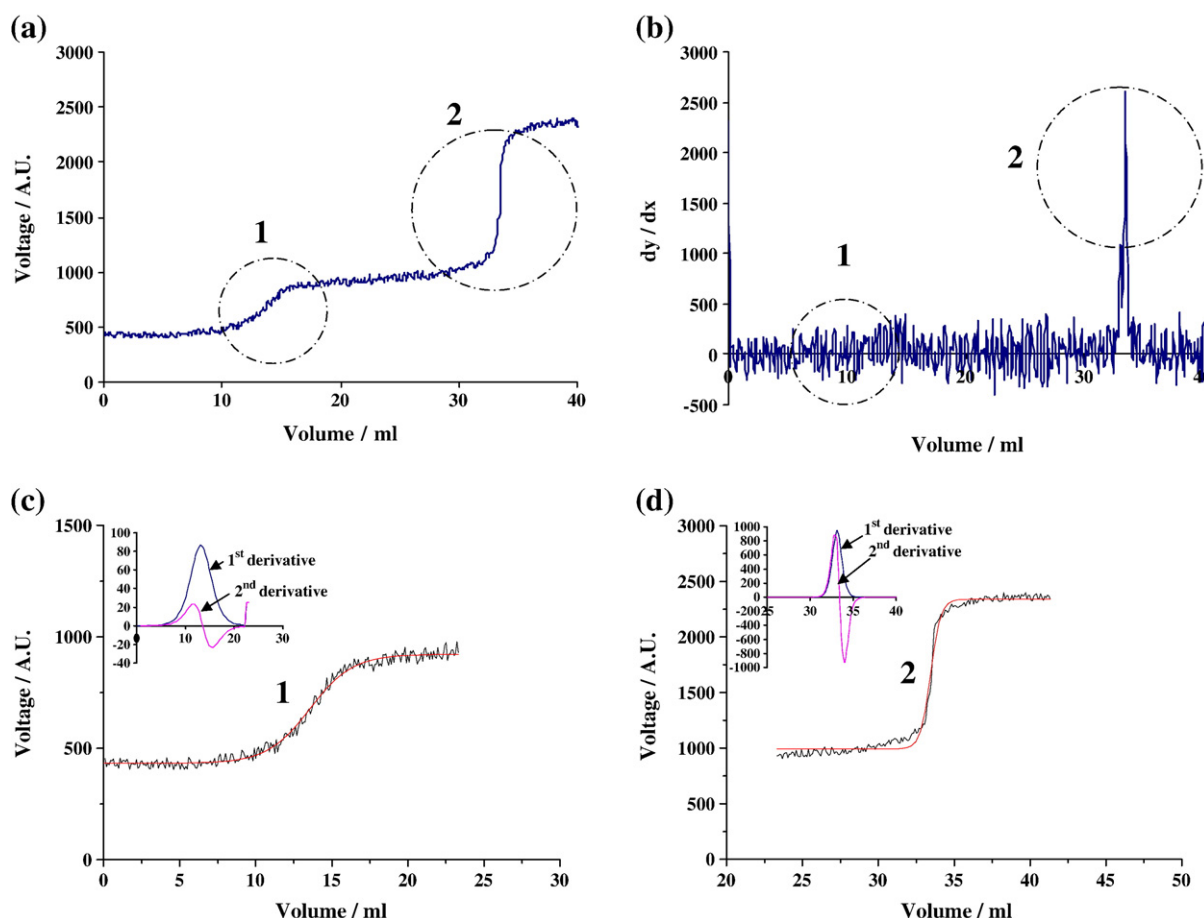 (a)
3000
2500
2000
1500
1000
500
0
0 10 20 30 40
Voltage / A.U.
Volume / ml
1
2
(b)
3000
2500
2000
1500
1000
500
0
-500
0 10 20 30 40
dy / dx
Volume / ml
1
2
(c)
1500
1000
500
0
0 5 10 15 20 25 30
Voltage / A.U.
Volume / ml
1
100
80
60
40
20
0
-20
-40
0 10 20 30
1st derivative
2nd derivative
(d)
3000
2500
2000
1500
1000
500
0
20 25 30 35 40 45 50
Voltage / A.U.
Volume / ml
2
1000
800
600
400
200
0
-200
-400
-600
-800
-1000
25 30 35 40
1st derivative
2nd derivative